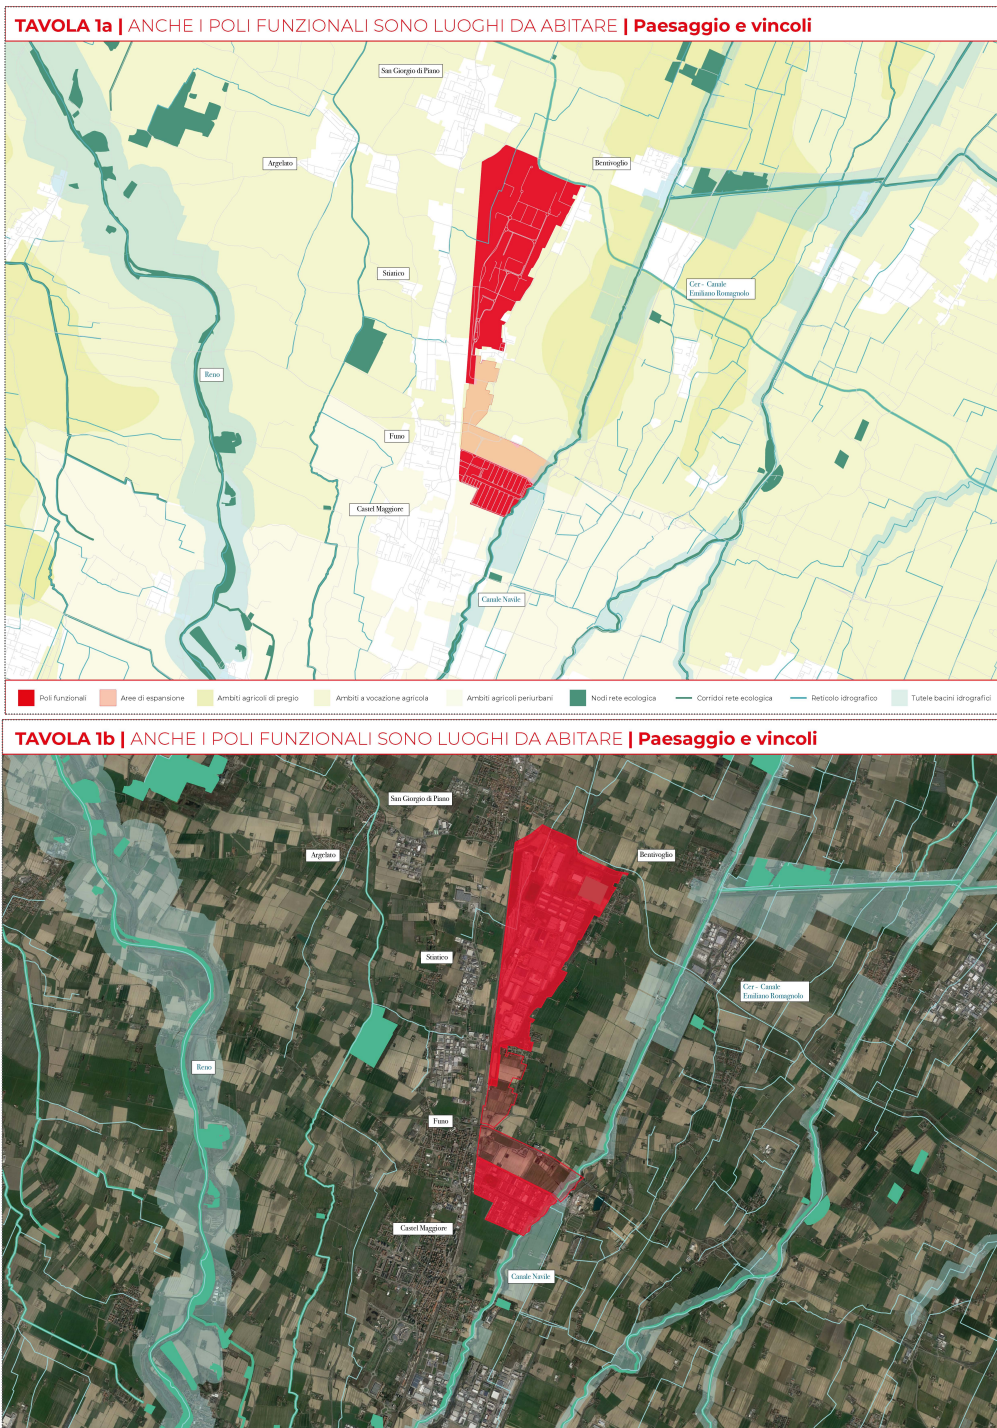 TAVOLA 1a | ANCHE I POLI FUNZIONALI SONO LUOGHI DA ABITARE | Paesaggio e vincoli
San Giorgio di Piano
Argelato
Bentivoglio
Stiatico
Cer - Canale
Emiliano Romagnolo
Reno
Funo
Castel Maggiore
Canale Navile
Poli funzionali
Aree di espansione
Ambiti agricoli di pregio
Ambiti a vocazione agricola
Ambiti agricoli periurbani
Nodi rete ecologica
Corridoi rete ecologica
Reticolo idrografico
Tutele bacini idrografici
TAVOLA 1b | ANCHE I POLI FUNZIONALI SONO LUOGHI DA ABITARE | Paesaggio e vincoli
San Giorgio di Piano
Argelato
Bentivoglio
Stiatico
Cer - Canale
Emiliano Romagnolo
Reno
Funo
Castel Maggiore
Canale Navile